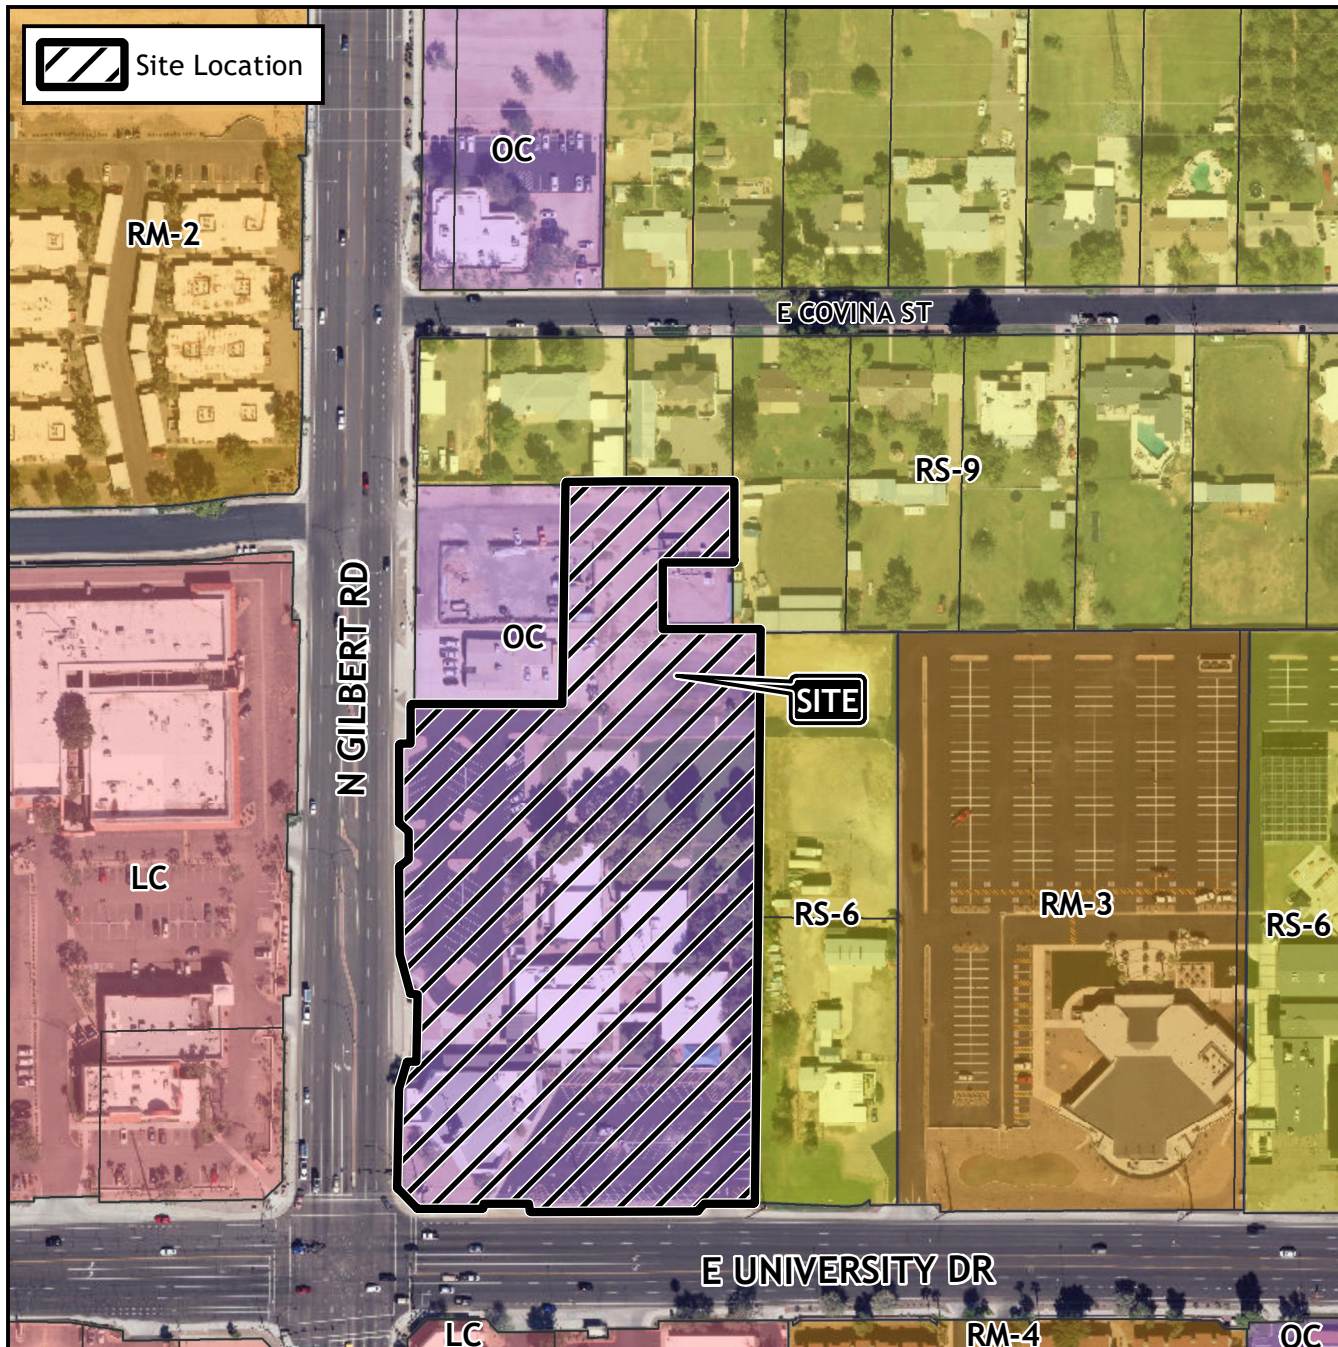 Site Location
OC
RM-2
E COVINA ST
RS-9
N GILBERT RD
OC
SITE
LC
RS-6
RM-3
RS-6
E UNIVERSITY DR
LC
RM-4
OC